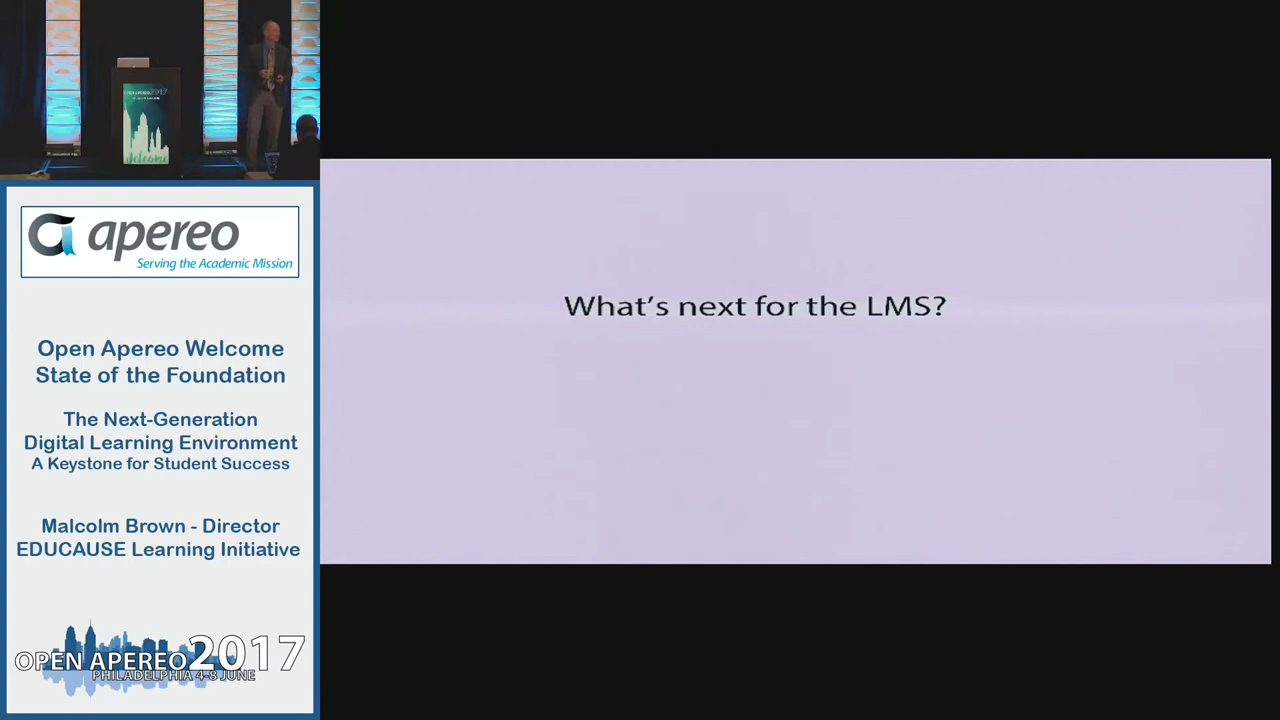 Welcome
apereo
Serving the Academic Mission
Open Apereo Welcome
State of the Foundation
The Next-Generation
Digital Learning Environment
A Keystone for Student Success
Malcolm Brown - Director
EDUCAUSE Learning Initiative
OPEN APEREO 2017
PHILADELPHIA 4-8 JUNE
What's next for the LMS?